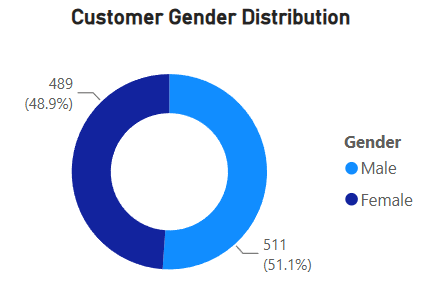 Customer Gender Distribution
489
(48.9%)
Gender
Male
Female
511
(51.1%)